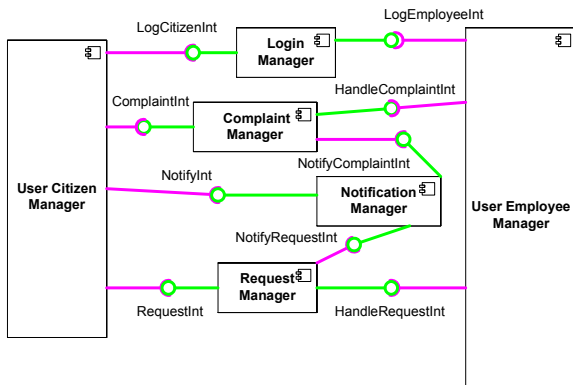 LogCitizenInt
LogEmployeeInt
Login
Manager
HandleComplaintInt
ComplaintInt
Complaint
Manager
NotifyComplaintInt
NotifyInt
User Citizen
Manager
Notification
Manager
User Employee
Manager
NotifyRequestInt
Request
Manager
RequestInt
HandleRequestInt